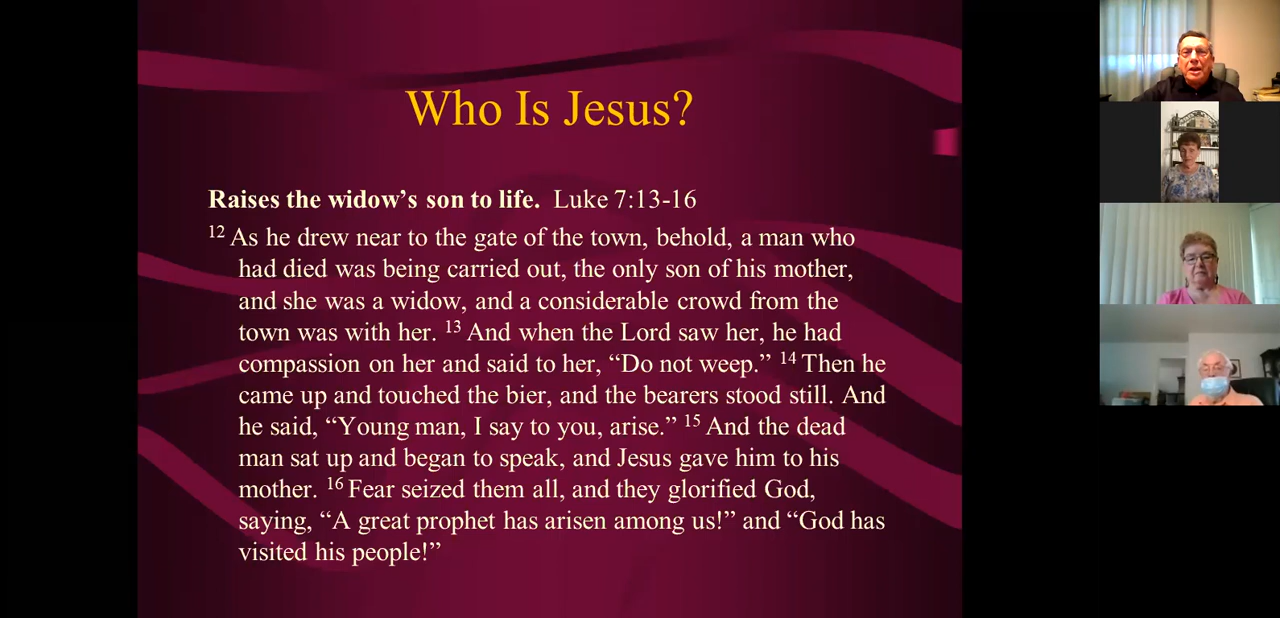 Who Is Jesus?
Raises the widow’s son to life.  Luke 7:13-16
12 As he drew near to the gate of the town, behold, a man who
had died was being carried out, the only son of his mother,
and she was a widow, and a considerable crowd from the
town was with her. 13 And when the Lord saw her, he had
compassion on her and said to her, “Do not weep.” 14 Then he
came up and touched the bier, and the bearers stood still. And
he said, “Young man, I say to you, arise.” 15 And the dead
man sat up and began to speak, and Jesus gave him to his
mother. 16 Fear seized them all, and they glorified God,
saying, “A great prophet has arisen among us!” and “God has
visited his people!”